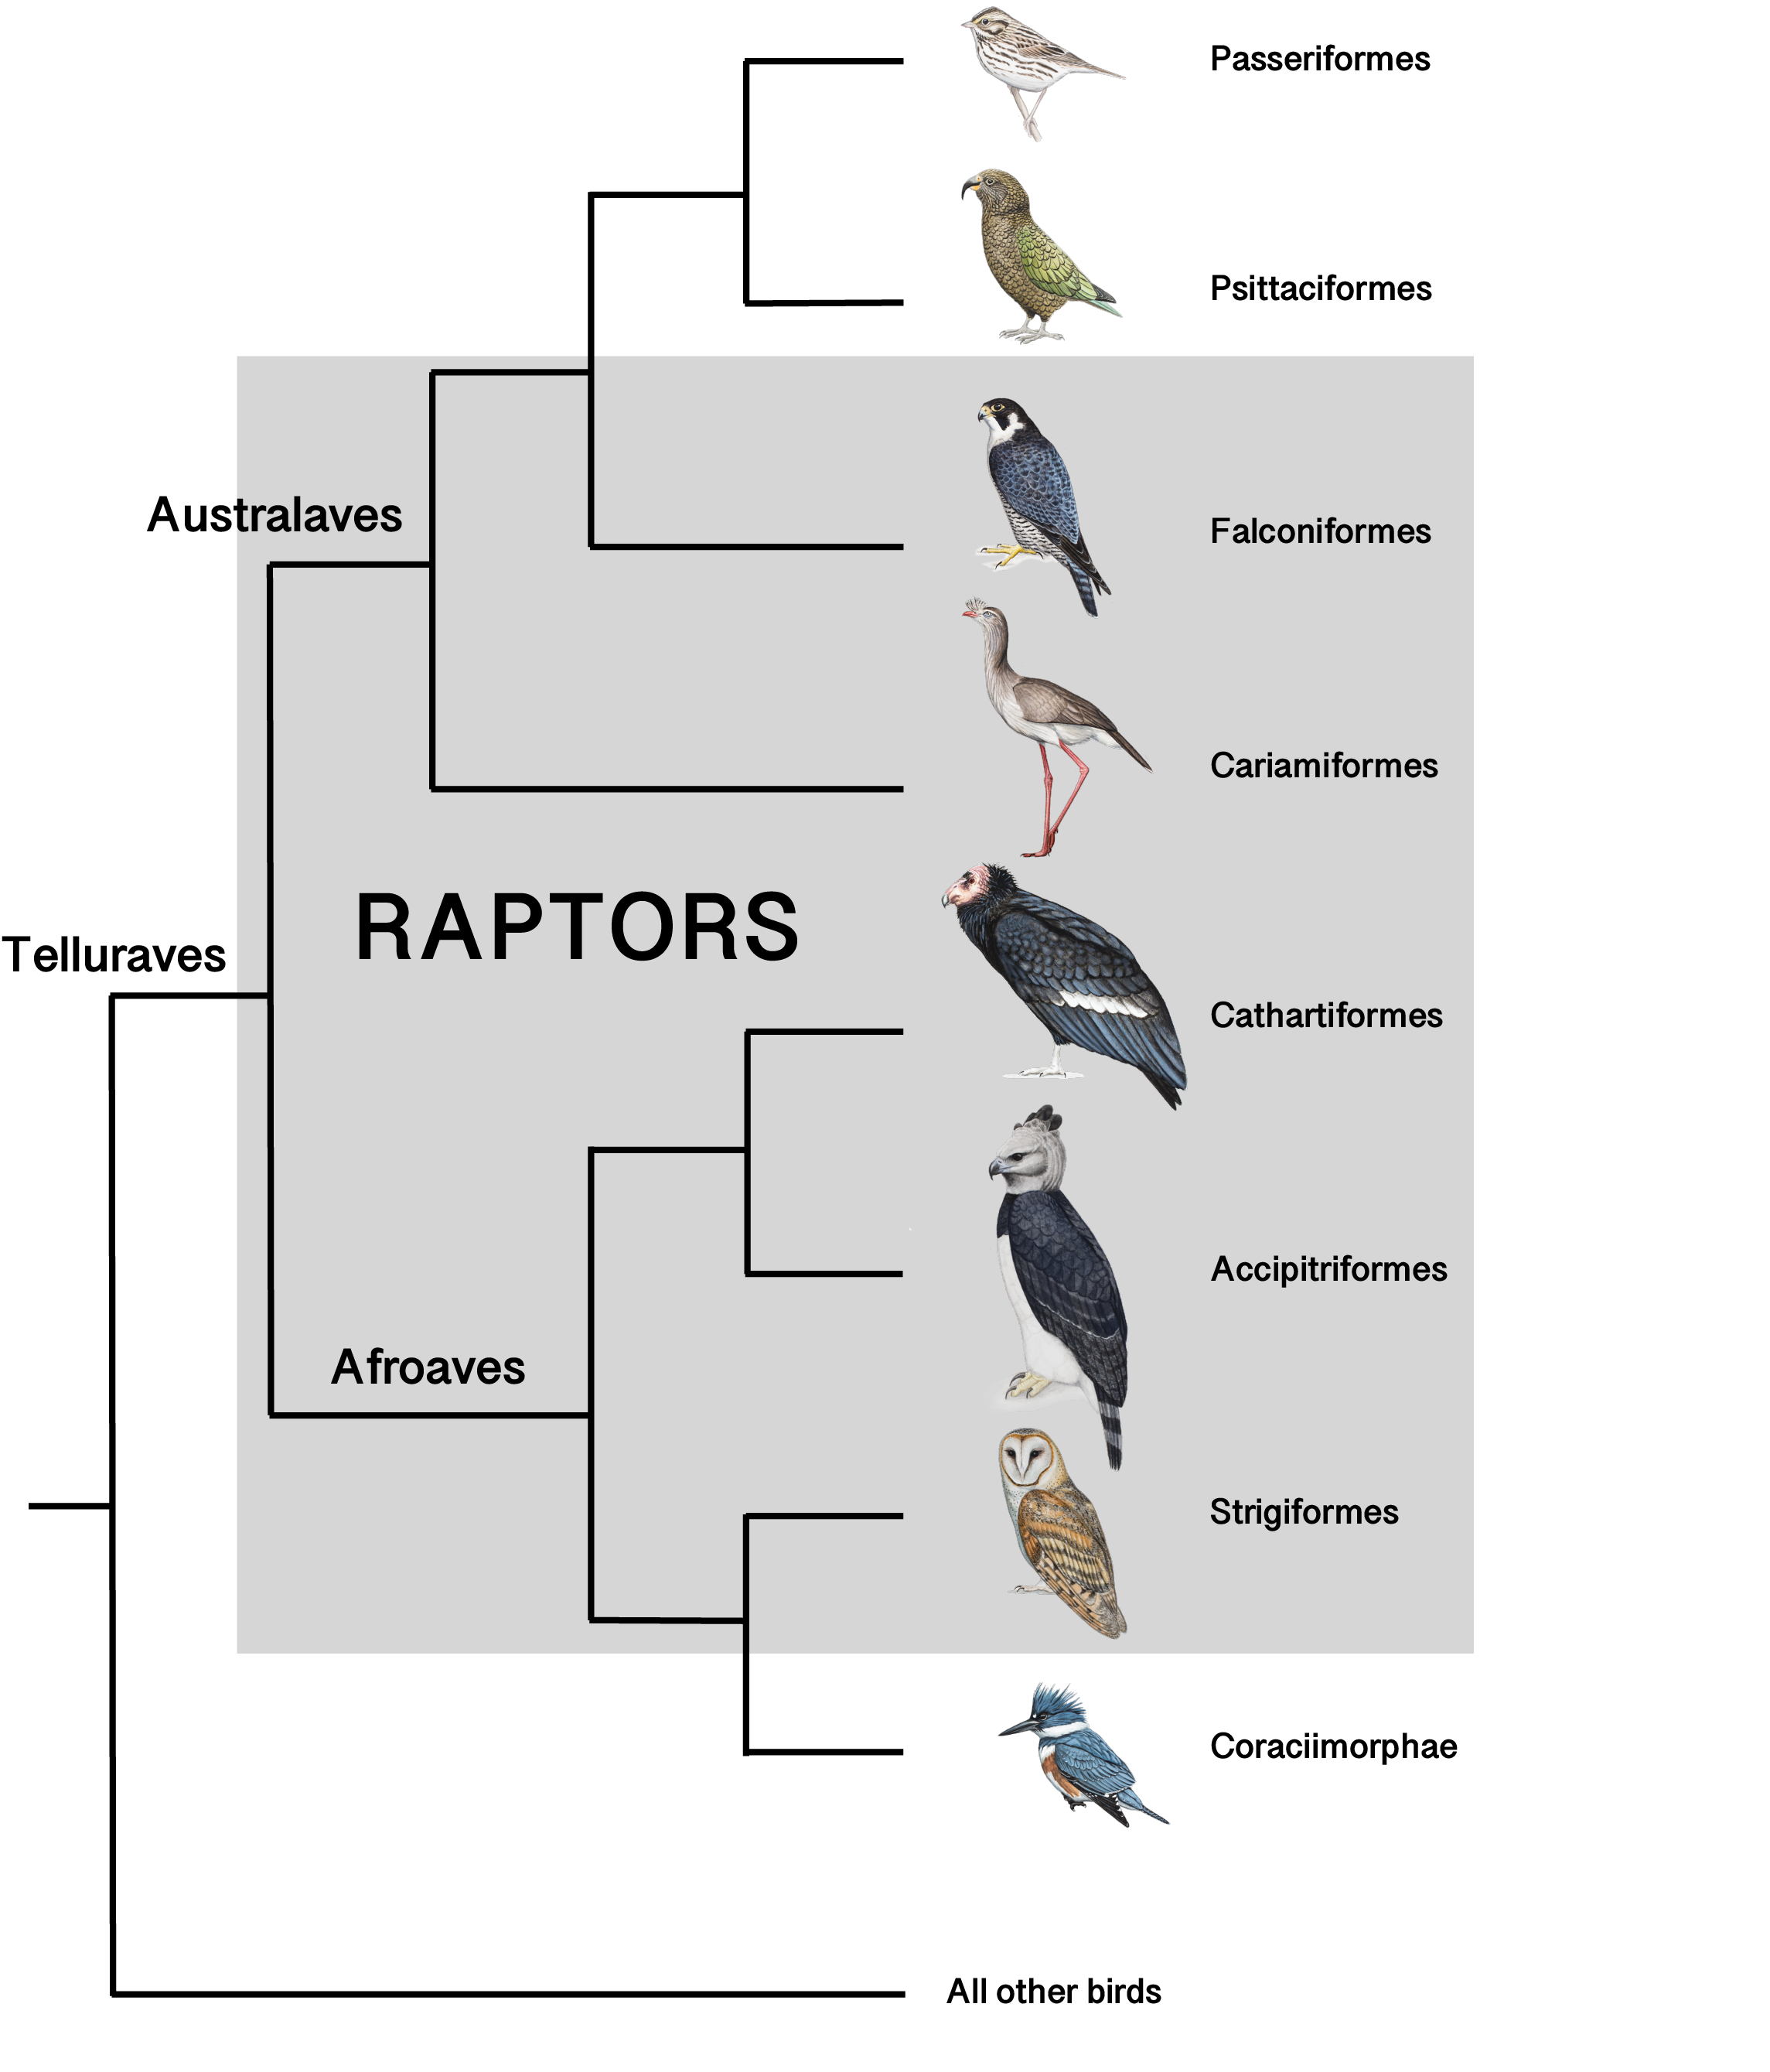 Passeriformes
Psittaciformes
Australaves
Falconiformes
Cariamiformes
RAPTORS
Telluraves
Cathartiformes
Accipitriformes
Afroaves
Strigiformes
Coraciimorphae
All other birds